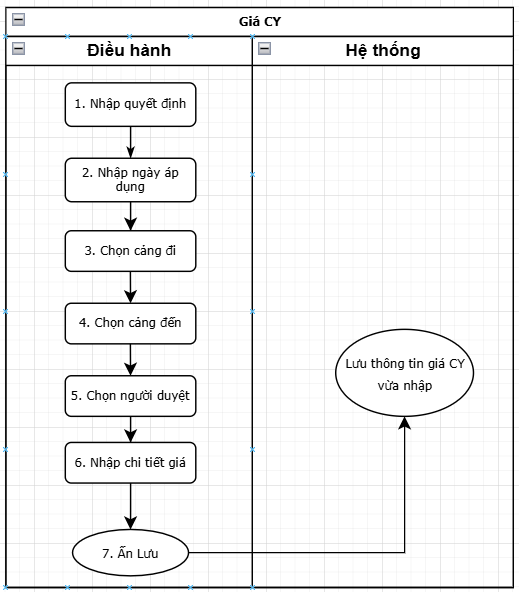 Giá CY
Điều hành
Hệ thống
1. Nhập quyết định
2. Nhập ngày áp
dụng
3. Chọn cảng đi
4. Chọn cảng đến
5. Chọn người duyệt
6. Nhập chi tiết giá
7. Ấn Lưu
Lưu thông tin giá CY
vừa nhập